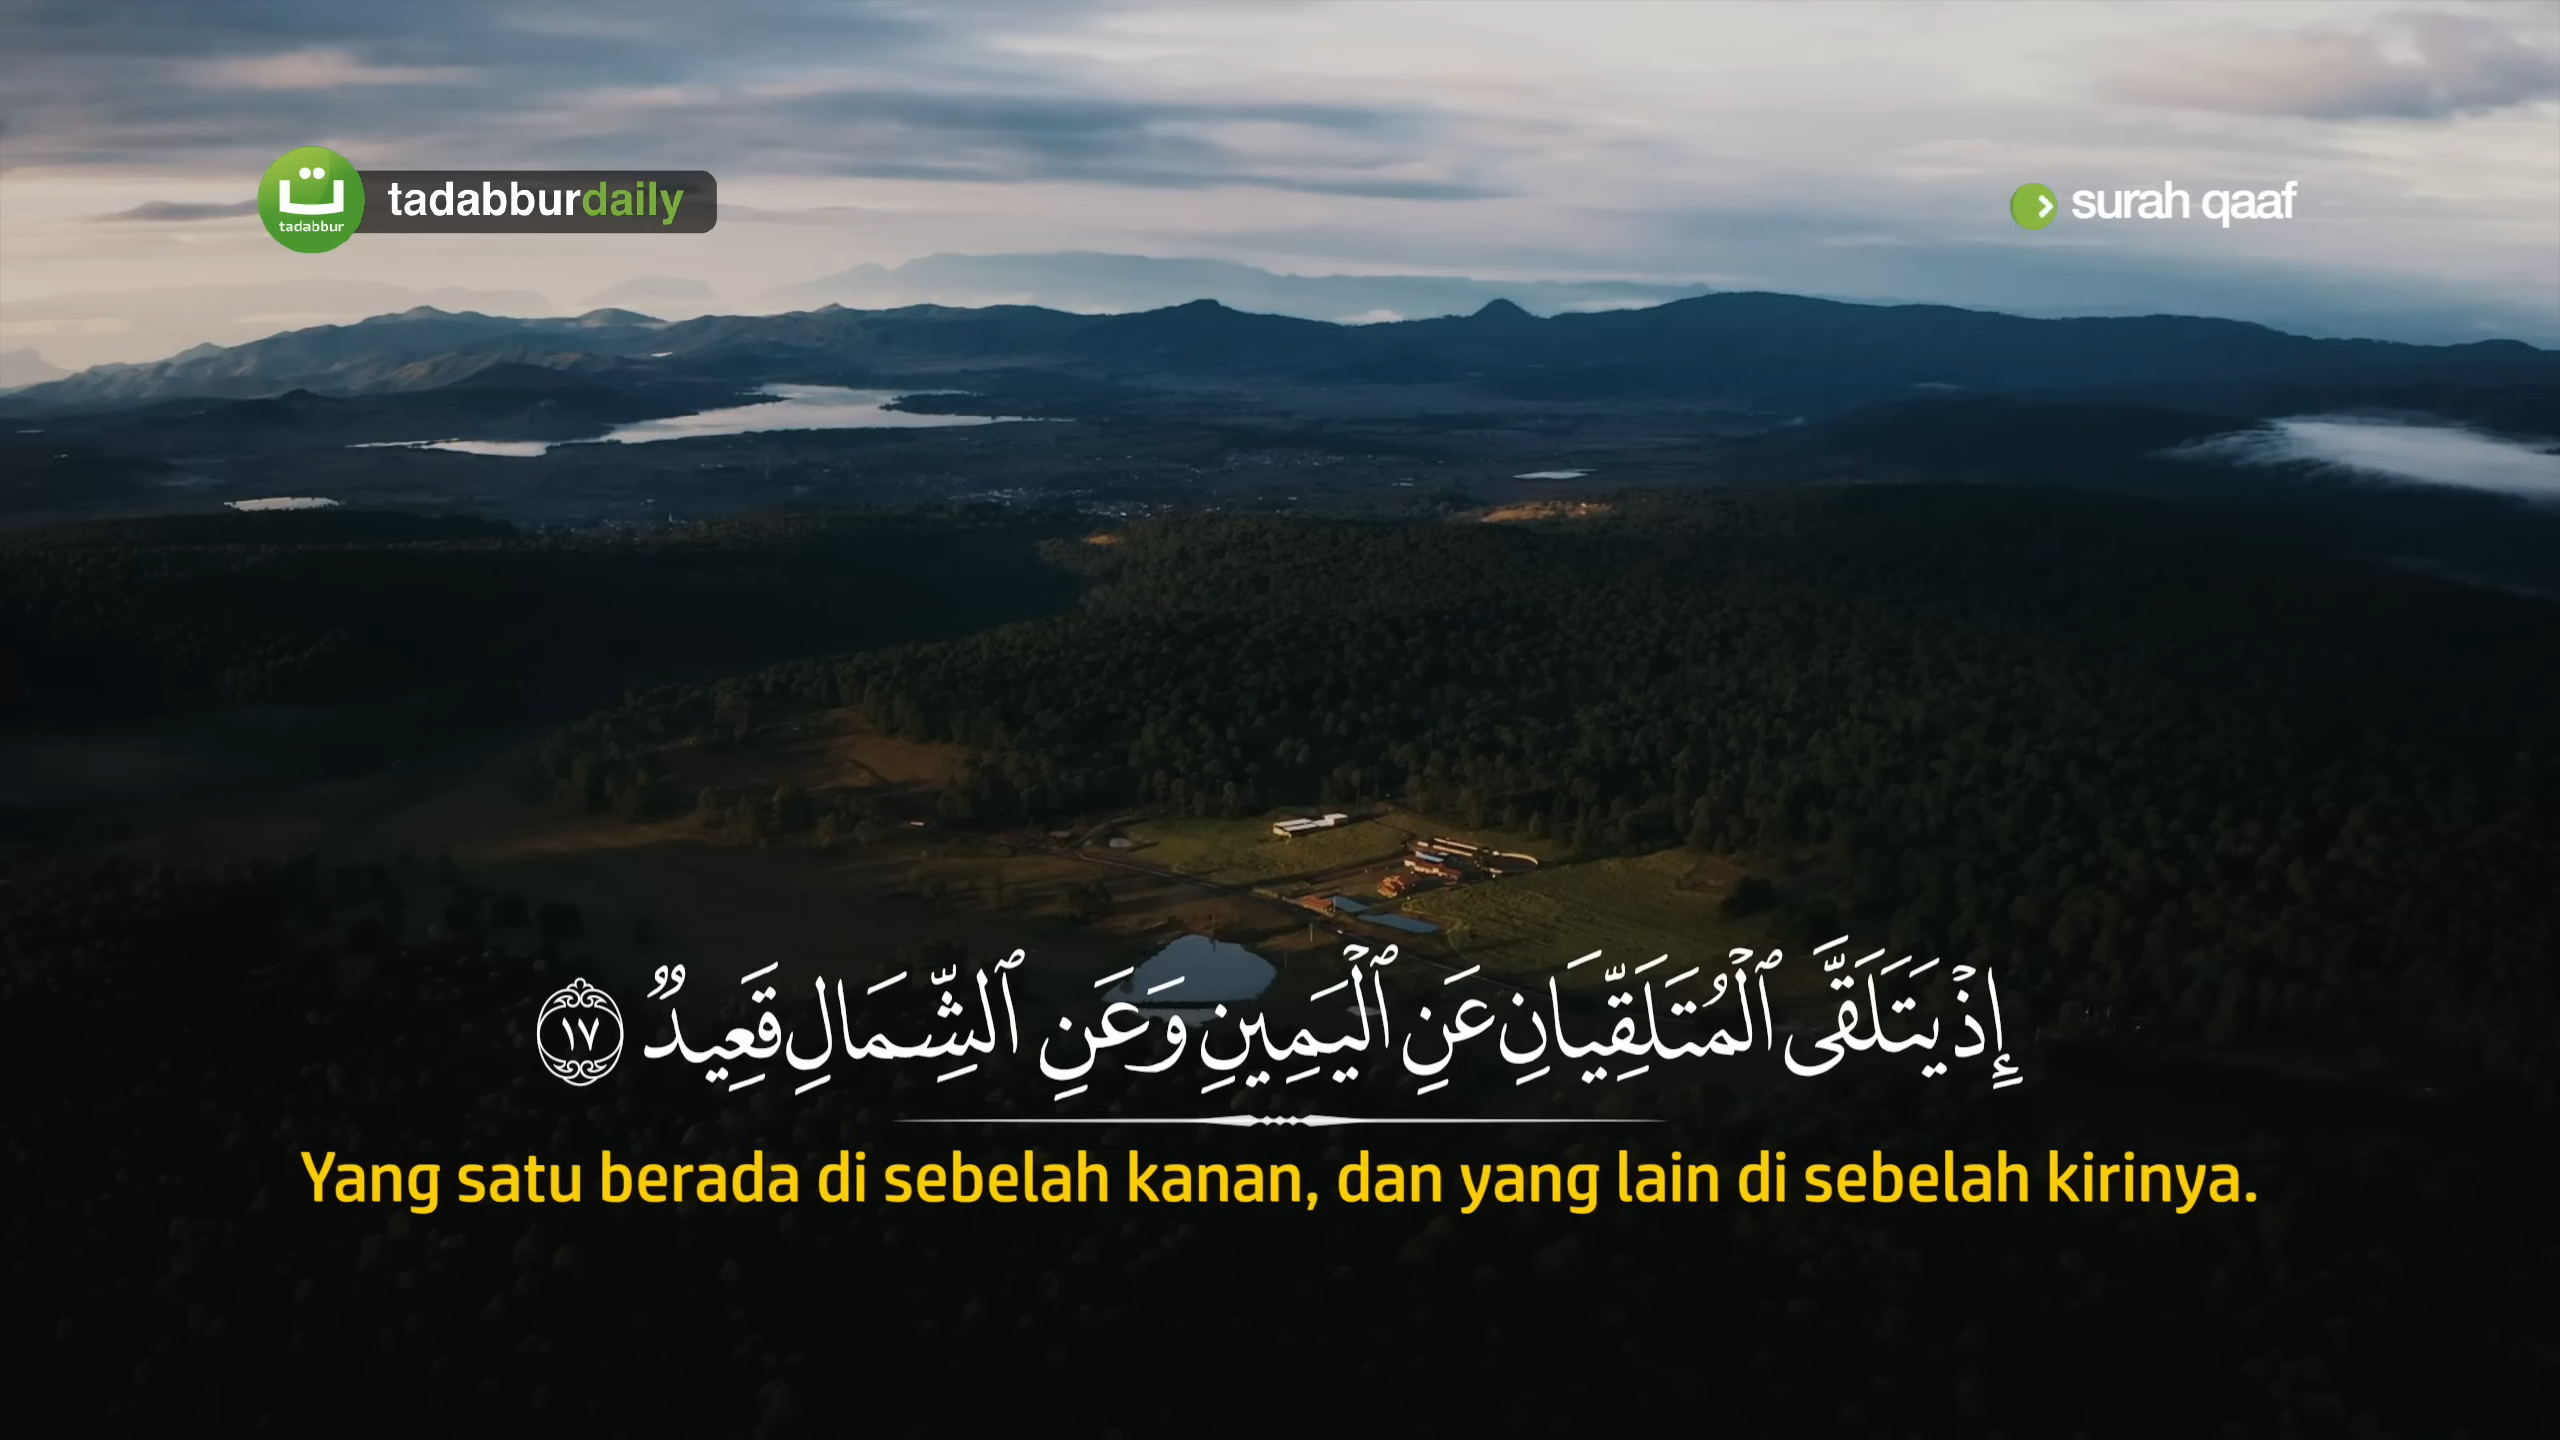 ت
tadabbur
tadabburdaily
surah qaaf
إِذْ يَتَلَقَّى ٱلْمُتَلَقِّيَانِ عَنِ ٱلْيَمِينِ وَعَنِ ٱلشِّمَالِ قَعِيدٌ ١٧
Yang satu berada di sebelah kanan, dan yang lain di sebelah kirinya.